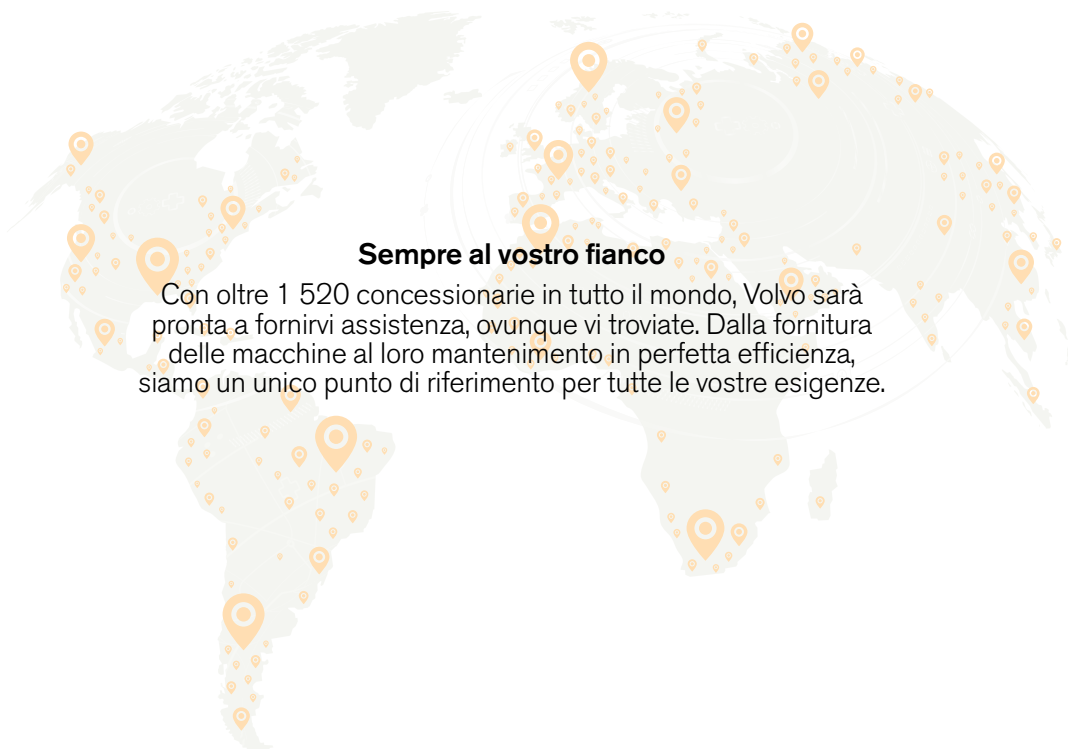 Sempre al vostro fianco
Con oltre 1 520 concessionarie in tutto il mondo, Volvo sarà
pronta a fornirvi assistenza, ovunque vi troviate. Dalla fornitura
delle macchine al loro mantenimento in perfetta efficienza,
siamo un unico punto di riferimento per tutte le vostre esigenze.